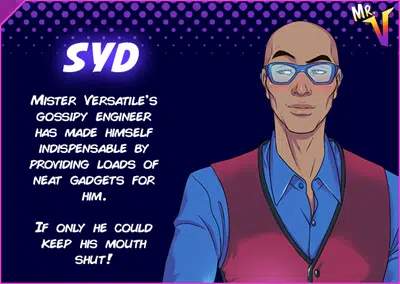 MR. V
SYD
MISTER VERSATILE'S
GOSSIPY ENGINEER
HAS MADE HIMSELF
INDISPENSABLE BY
PROVIDING LOADS OF
NEAT GADGETS FOR
HIM.
IF ONLY HE COULD
KEEP HIS MOUTH
SHUT!